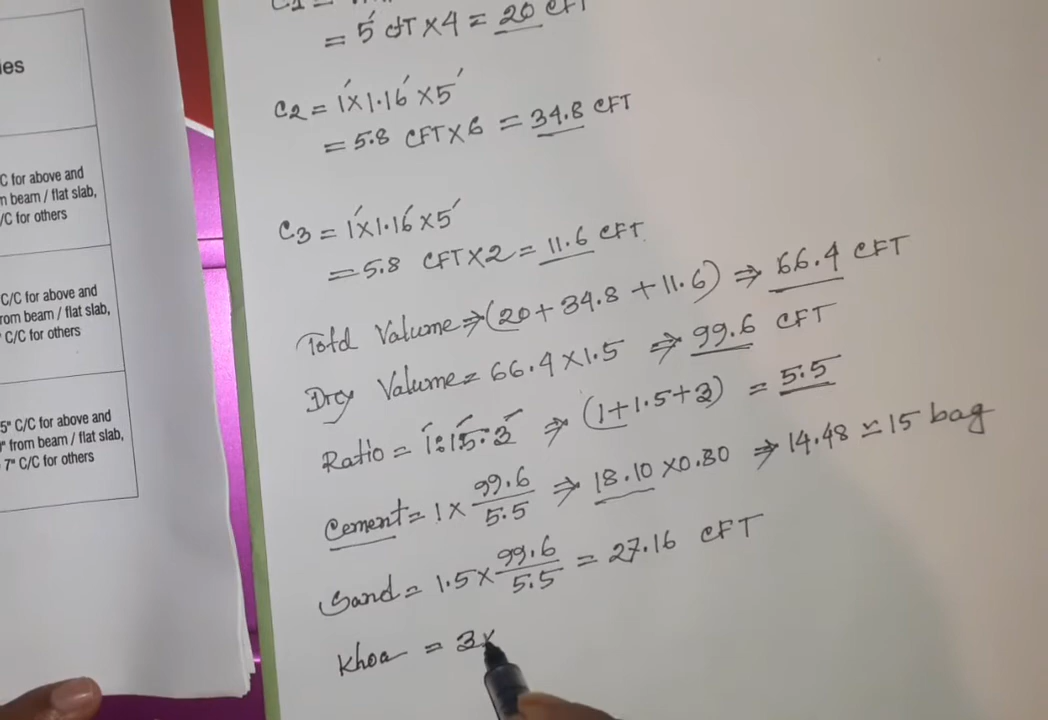 ies
C for above and
n beam / flat slab,
/C for others
C/C for above and
rom beam / flat slab,
C/C for others
5" C/C for above and
" from beam / flat slab,
7" C/C for others
= 5 CFT X 4 = 20 CFT
C2 = 1' X 1.16' X 5'
= 5.8 CFT X 6 = 34.8 CFT
C3 = 1' X 1.16' X 5'
= 5.8 CFT X 2 = 11.6 CFT
Total Valume ⇒ (20 + 34.8 + 11.6) ⇒ 66.4 CFT
Dry Valume = 66.4 X 1.5 ⇒ 99.6 CFT
Ratio = 1:1.5:3 ⇒ (1+1.5+3) = 5.5
Cement = 1 X 99.6/5.5 ⇒ 18.10 X 0.80 ⇒ 14.48 ≃ 15 bag
Sand = 1.5 X 99.6/5.5 = 27.16 CFT
Khoa = 3 X